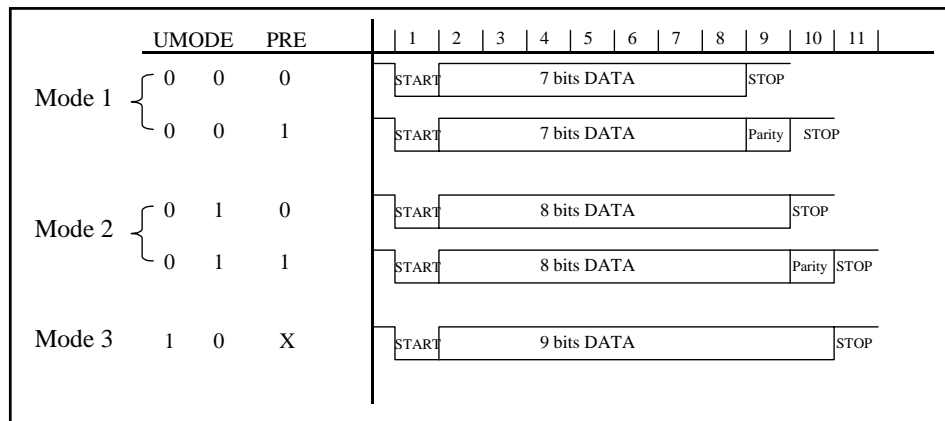 UMODE PRE 1 2 3 4 5 6 7 8 9 10 11
Mode 1
0 0 0 START 7 bits DATA STOP
0 0 1 START 7 bits DATA Parity STOP
Mode 2
0 1 0 START 8 bits DATA STOP
0 1 1 START 8 bits DATA Parity STOP
Mode 3 1 0 X START 9 bits DATA STOP